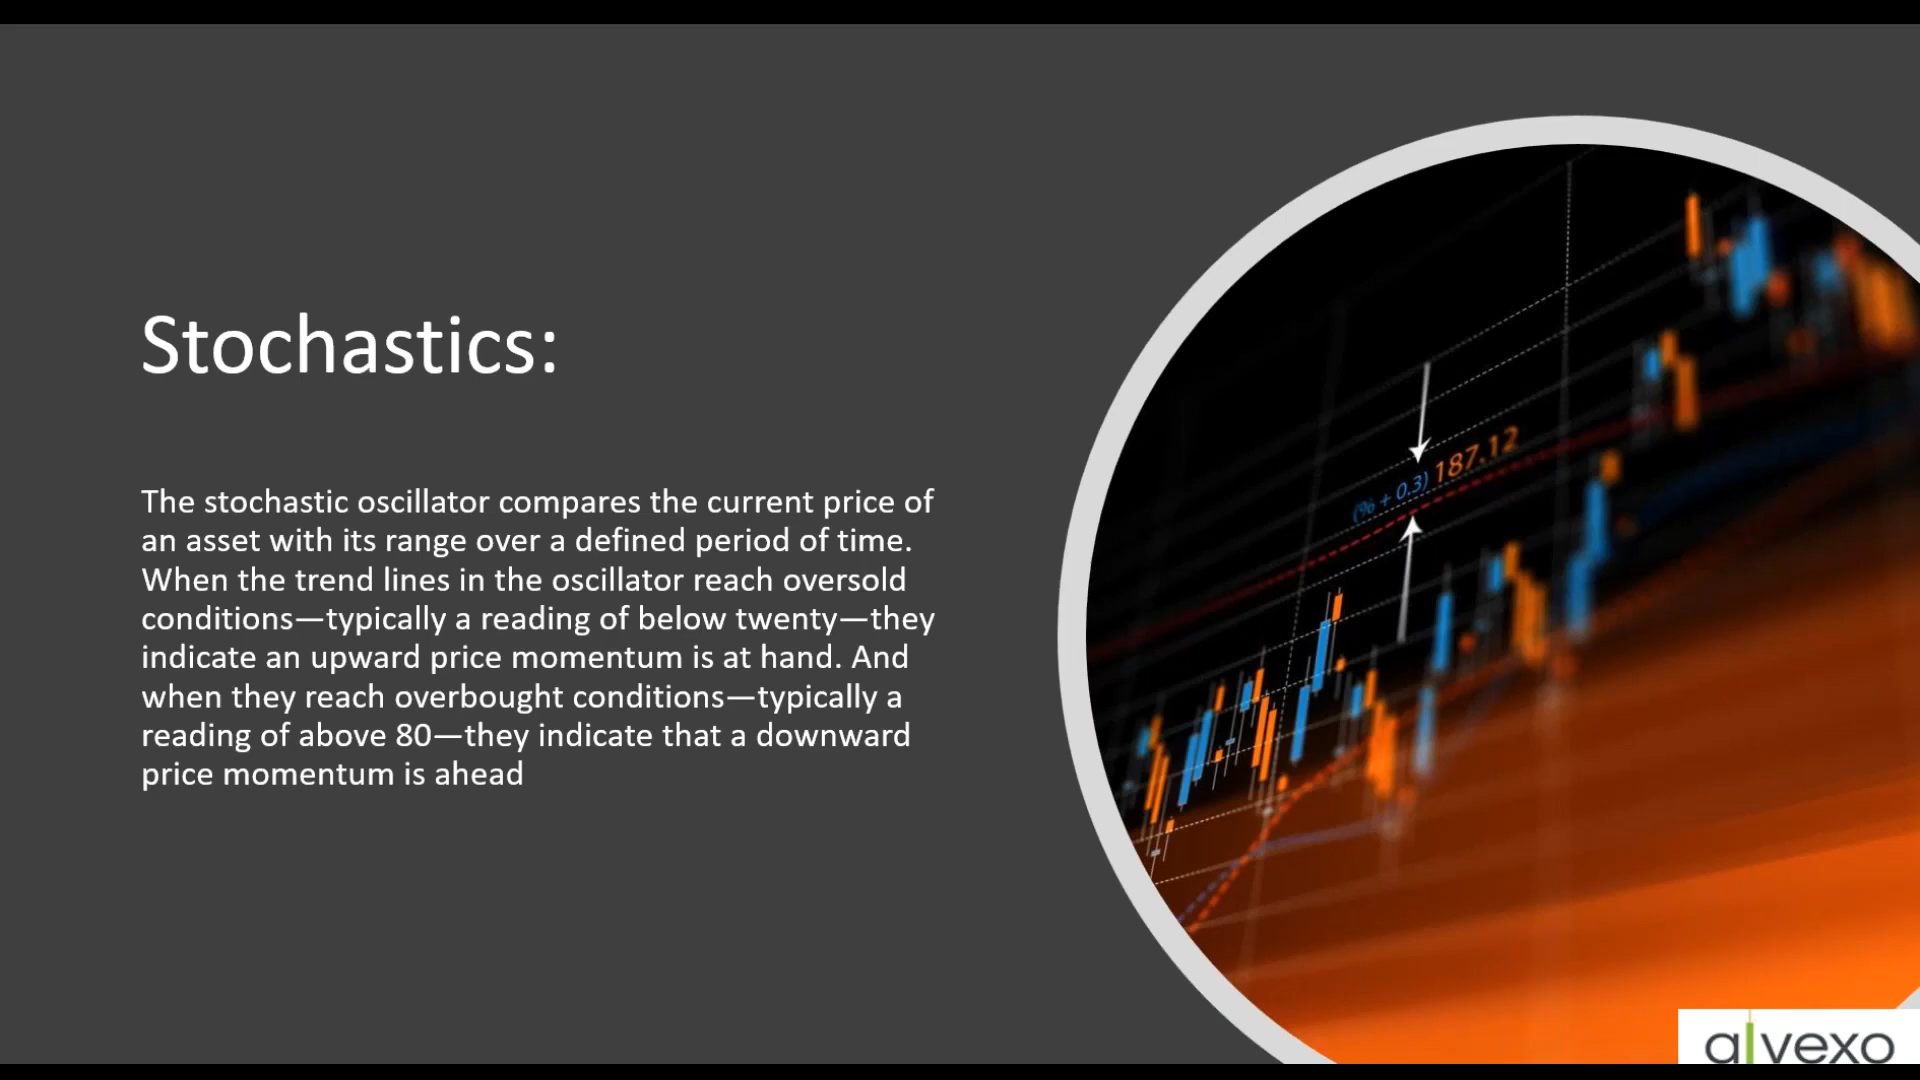 Stochastics:
The stochastic oscillator compares the current price of
an asset with its range over a defined period of time.
When the trend lines in the oscillator reach oversold
conditions—typically a reading of below twenty—they
indicate an upward price momentum is at hand. And
when they reach overbought conditions—typically a
reading of above 80—they indicate that a downward
price momentum is ahead
(% + 0.3) 187.12
alvexo